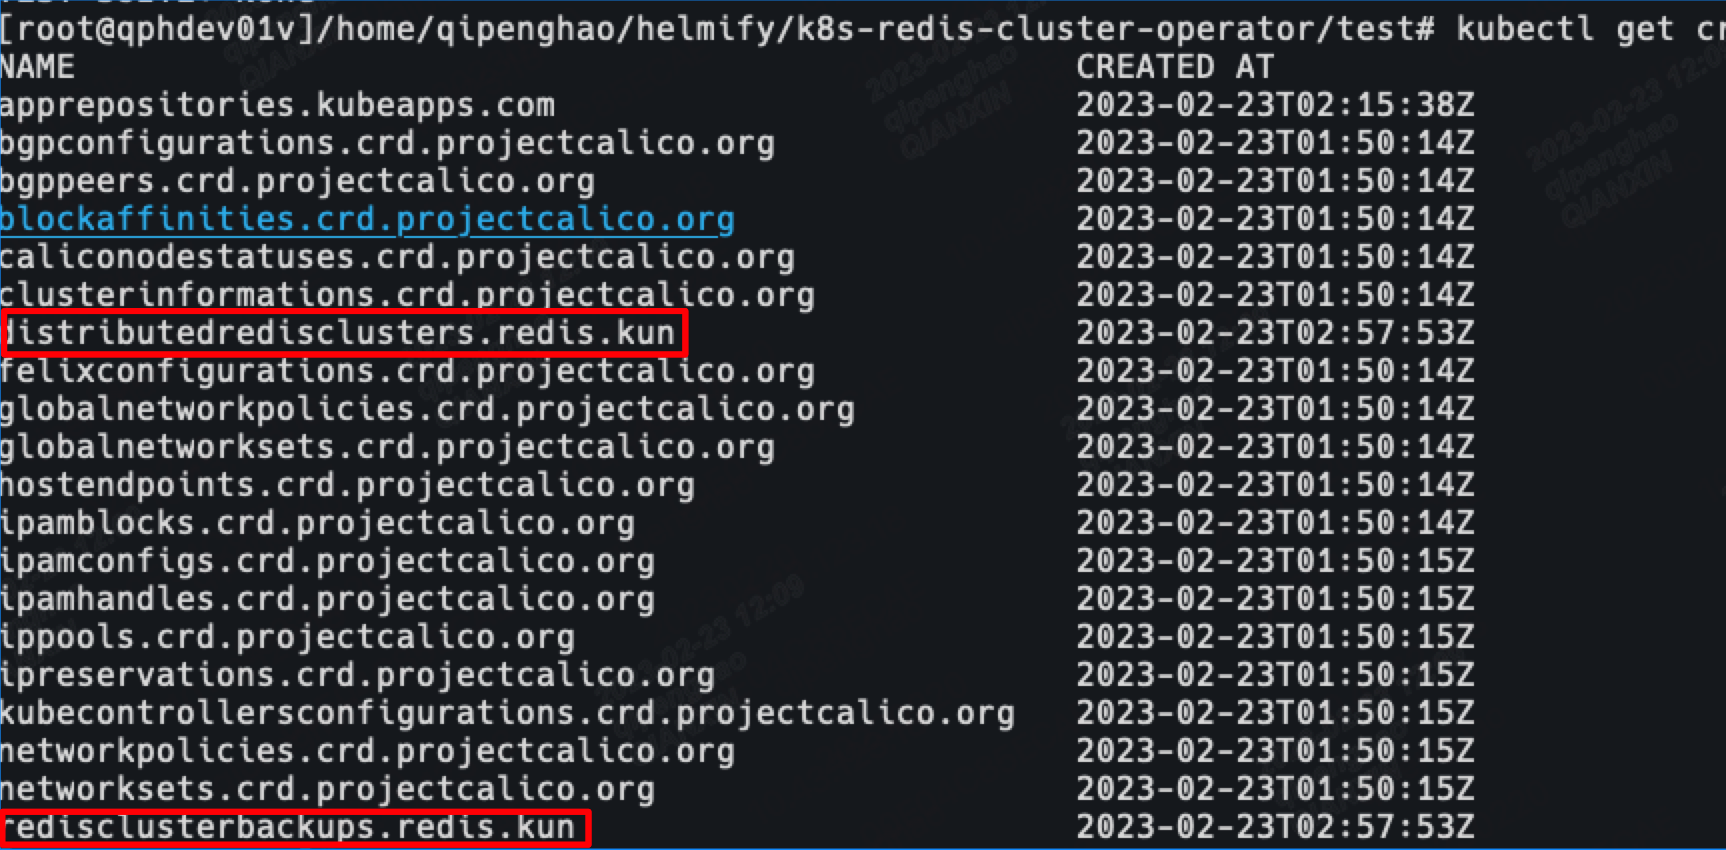 [root@qphdev01v]/home/qipenghao/helmify/k8s-redis-cluster-operator/test# kubectl get cr
NAME CREATED AT
apprepositories.kubeapps.com 2023-02-23T02:15:38Z
bgpconfigurations.crd.projectcalico.org 2023-02-23T01:50:14Z
bgppeers.crd.projectcalico.org 2023-02-23T01:50:14Z
blockaffinities.crd.projectcalico.org 2023-02-23T01:50:14Z
caliconodestatuses.crd.projectcalico.org 2023-02-23T01:50:14Z
clusterinformations.crd.projectcalico.org 2023-02-23T01:50:14Z
distributedredisclusters.redis.kun 2023-02-23T02:57:53Z
felixconfigurations.crd.projectcalico.org 2023-02-23T01:50:14Z
globalnetworkpolicies.crd.projectcalico.org 2023-02-23T01:50:14Z
globalnetworksets.crd.projectcalico.org 2023-02-23T01:50:14Z
hostendpoints.crd.projectcalico.org 2023-02-23T01:50:14Z
ipamblocks.crd.projectcalico.org 2023-02-23T01:50:14Z
ipamconfigs.crd.projectcalico.org 2023-02-23T01:50:15Z
ipamhandles.crd.projectcalico.org 2023-02-23T01:50:15Z
ippools.crd.projectcalico.org 2023-02-23T01:50:15Z
ipreservations.crd.projectcalico.org 2023-02-23T01:50:15Z
kubecontrollersconfigurations.crd.projectcalico.org 2023-02-23T01:50:15Z
networkpolicies.crd.projectcalico.org 2023-02-23T01:50:15Z
networksets.crd.projectcalico.org 2023-02-23T01:50:15Z
redisclusterbackups.redis.kun 2023-02-23T02:57:53Z